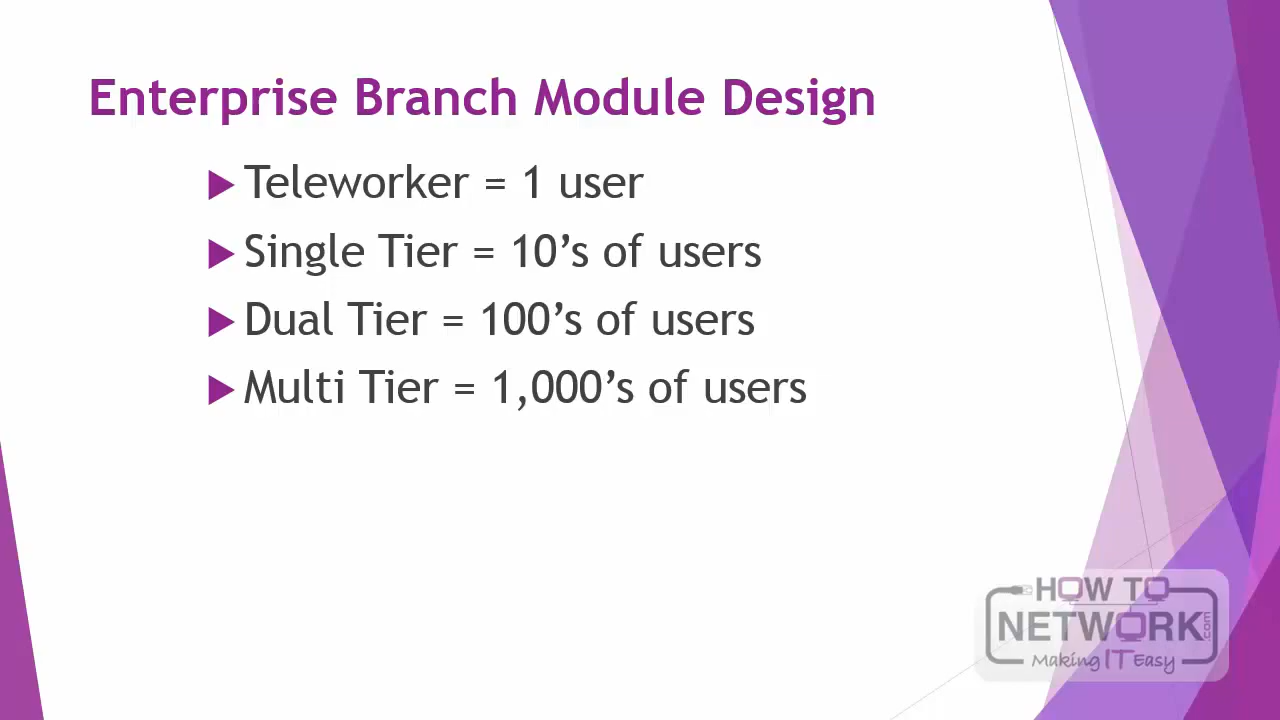 Enterprise Branch Module Design
Teleworker = 1 user
Single Tier = 10’s of users
Dual Tier = 100’s of users
Multi Tier = 1,000’s of users
HOW TO
NETWORK.com
Making IT Easy